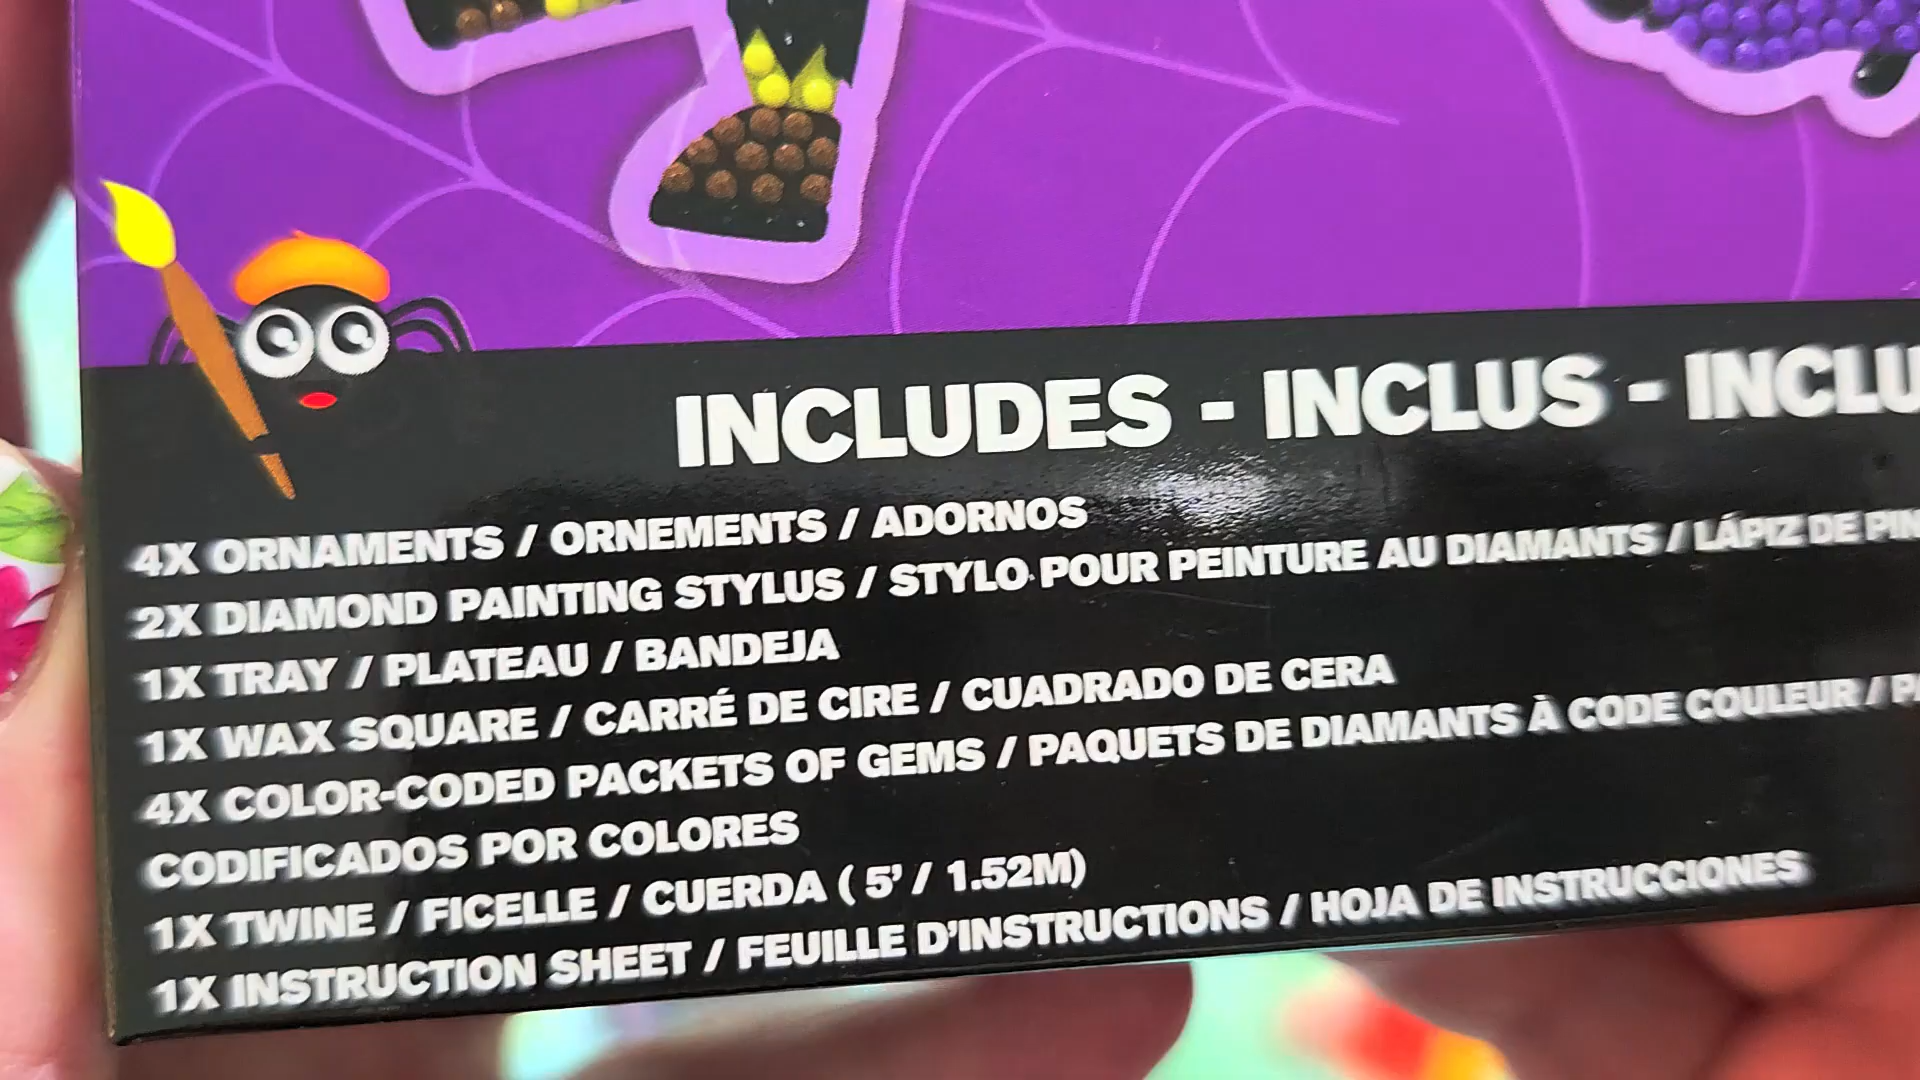 INCLUDES - INCLUS -
4X ORNAMENTS / ORNEMENTS / ADORNOS
2X DIAMOND PAINTING STYLUS / STYLO POUR PEINTURE AU DIAMANTS / LÁPIZ DE
1X TRAY / PLATEAU / BANDEJA
1X WAX SQUARE / CARRÉ DE CIRE / CUADRADO DE CERA
4X COLOR-CODED PACKETS OF GEMS / PAQUETS DE DIAMANTS À CODE COULEUR /
CODIFICADOS POR COLORES
1X TWINE / FICELLE / CUERDA ( 5' / 1.52M)
1X INSTRUCTION SHEET / FEUILLE D'INSTRUCTIONS / HOJA DE INSTRUCCIONES